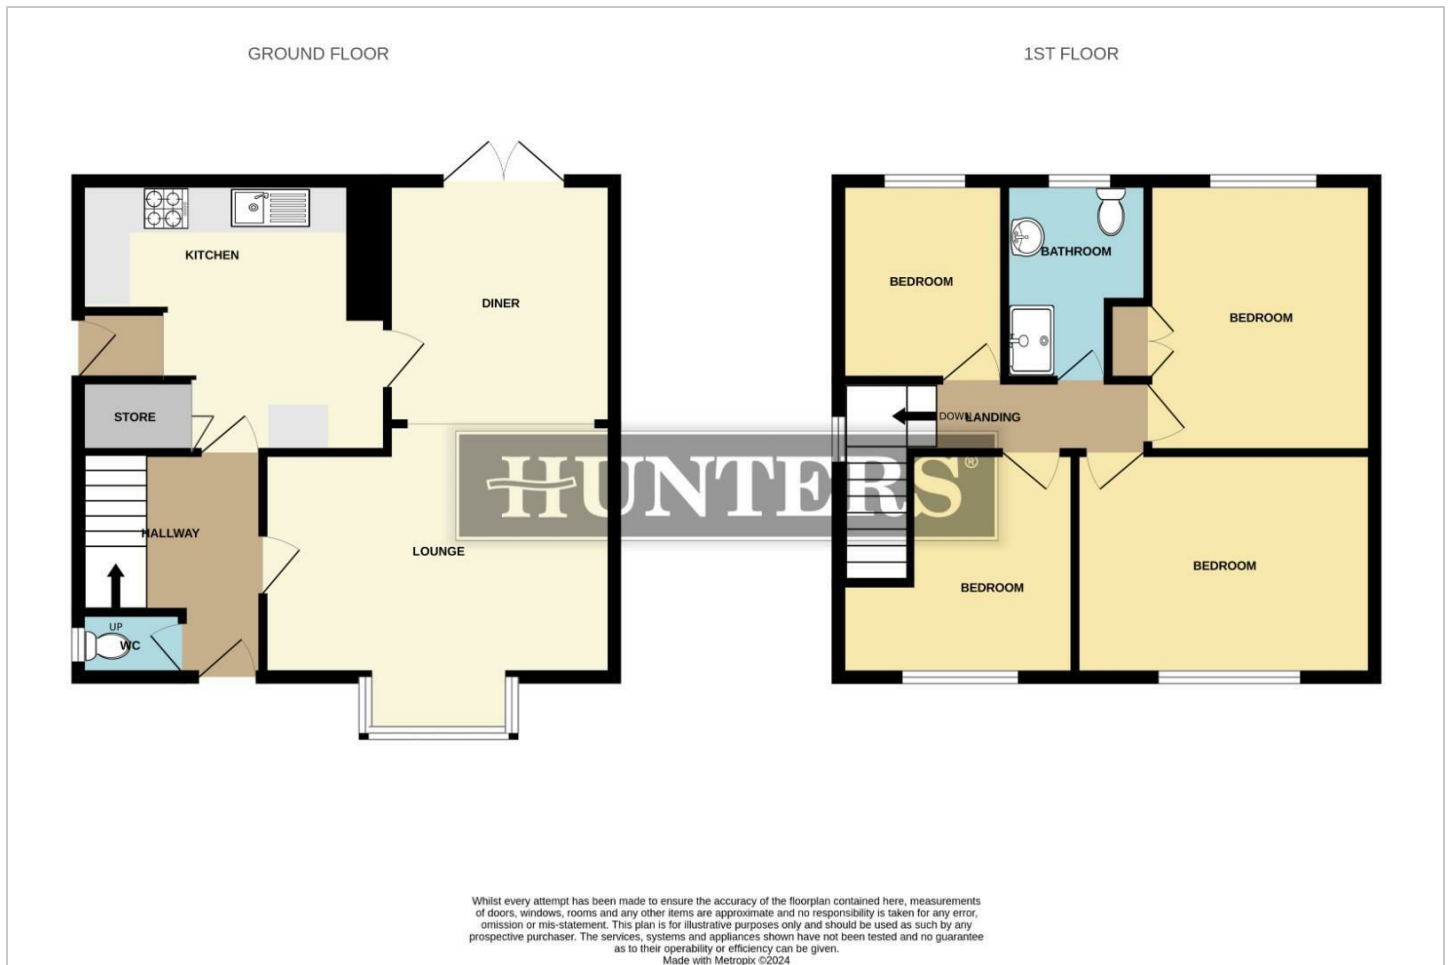 GROUND FLOOR
1ST FLOOR
KITCHEN
DINER
STORE
HALLWAY
LOUNGE
UP
WC
BEDROOM
BATHROOM
BEDROOM
DOWN
LANDING
BEDROOM
BEDROOM
HUNTERS®
Whilst every attempt has been made to ensure the accuracy of the floorplan contained here, measurements
of doors, windows, rooms and any other items are approximate and no responsibility is taken for any error,
omission or mis-statement. This plan is for illustrative purposes only and should be used as such by any
prospective purchaser. The services, systems and appliances shown have not been tested and no guarantee
as to their operability or efficiency can be given.
Made with Metropix ©2024